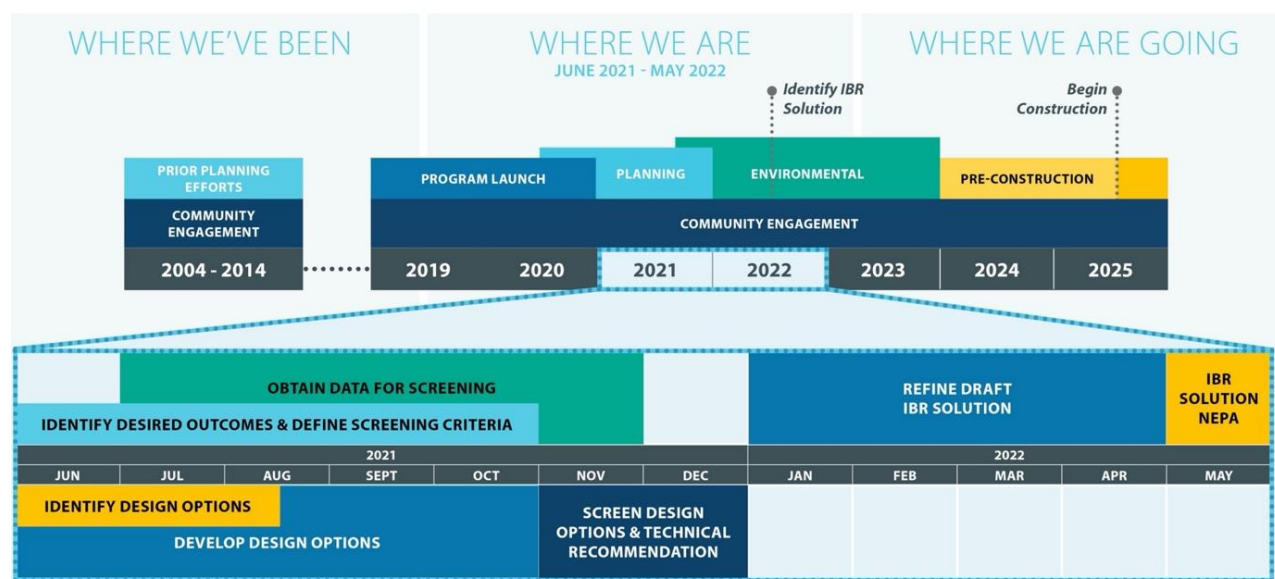 WHERE WE'VE BEEN
WHERE WE ARE
JUNE 2021 - MAY 2022
WHERE WE ARE GOING
Identify IBR
Solution
Begin
Construction
PRIOR PLANNING
EFFORTS
PROGRAM LAUNCH
PLANNING
ENVIRONMENTAL
PRE-CONSTRUCTION
COMMUNITY
ENGAGEMENT
COMMUNITY ENGAGEMENT
2004 - 2014
2019
2020
2021
2022
2023
2024
2025
OBTAIN DATA FOR SCREENING
IDENTIFY DESIRED OUTCOMES & DEFINE SCREENING CRITERIA
REFINE DRAFT
IBR SOLUTION
IBR
SOLUTION
NEPA
2021
2022
JUN
JUL
AUG
SEPT
OCT
NOV
DEC
JAN
FEB
MAR
APR
MAY
IDENTIFY DESIGN OPTIONS
DEVELOP DESIGN OPTIONS
SCREEN DESIGN
OPTIONS & TECHNICAL
RECOMMENDATION